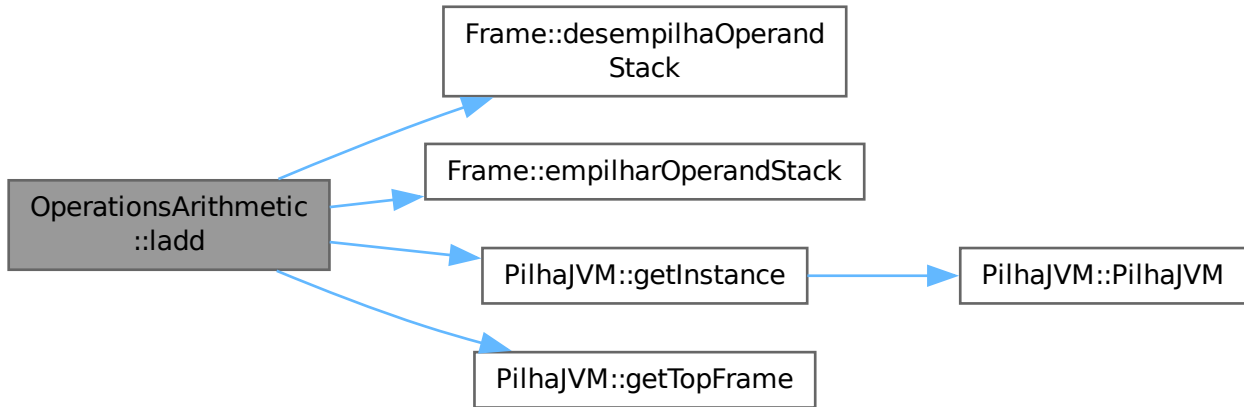 Frame::desempilhaOperand
Stack
Frame::empilharOperandStack
OperationsArithmetic
::ladd
PilhaJVM::getInstance
PilhaJVM::PilhaJVM
PilhaJVM::getTopFrame